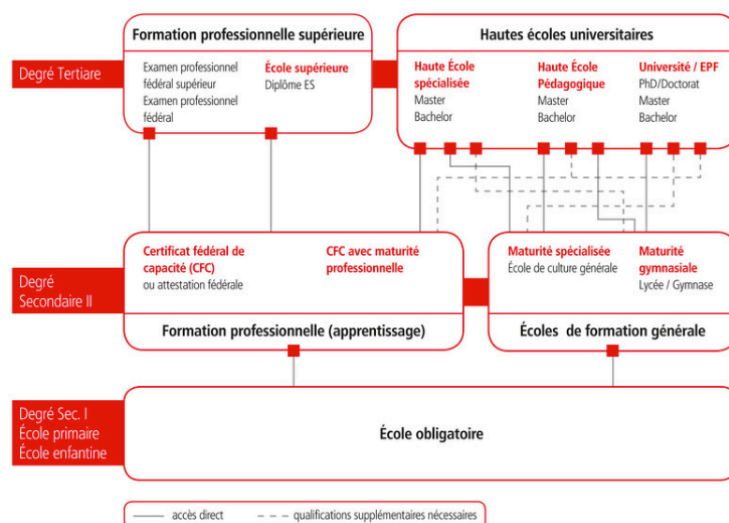 Formation professionnelle supérieure
Hautes écoles universitaires
Degré Tertiare
Examen professionnel
fédéral supérieur
Examen professionnel
fédéral
École supérieure
Diplôme ES
Haute École
spécialisée
Master
Bachelor
Haute École
Pédagogique
Master
Bachelor
Université / EPF
PhD/Doctorat
Master
Bachelor
Degré
Secondaire II
Certificat fédéral de
capacité (CFC)
ou attestation fédérale
CFC avec maturité
professionnelle
Maturité spécialisée
École de culture générale
Maturité
gymnasiale
Lycée / Gymnase
Formation professionnelle (apprentissage)
Écoles de formation générale
Degré Sec. I
École primaire
École enfantine
École obligatoire
accès direct
qualifications supplémentaires nécessaires